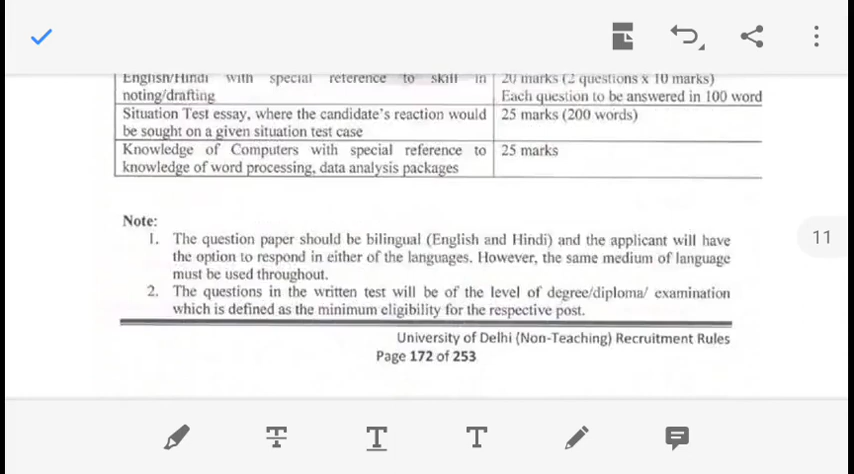 English/Hindi with special reference to skill in
noting/drafting
20 marks (2 questions x 10 marks)
Each question to be answered in 100 word
Situation Test essay, where the candidate's reaction would
be sought on a given situation test case
25 marks (200 words)
Knowledge of Computers with special reference to
knowledge of word processing, data analysis packages
25 marks
Note:
1. The question paper should be bilingual (English and Hindi) and the applicant will have
the option to respond in either of the languages. However, the same medium of language
must be used throughout.
2. The questions in the written test will be of the level of degree/diploma/ examination
which is defined as the minimum eligibility for the respective post.
University of Delhi (Non-Teaching) Recruitment Rules
Page 172 of 253
11